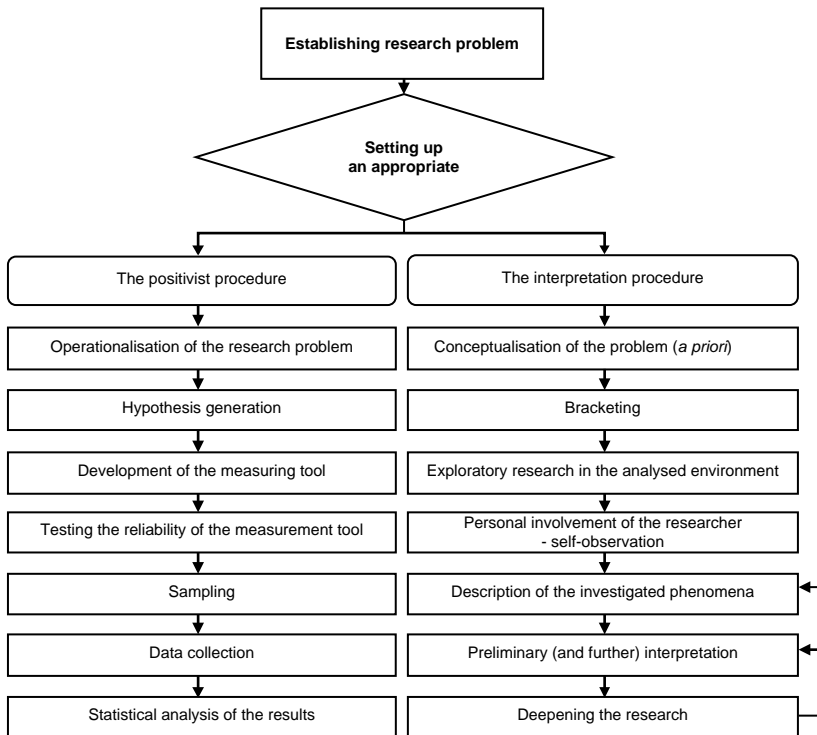 Establishing research problem
Setting up
an appropriate
The positivist procedure
Operationalisation of the research problem
Hypothesis generation
Development of the measuring tool
Testing the reliability of the measurement tool
Sampling
Data collection
Statistical analysis of the results
The interpretation procedure
Conceptualisation of the problem (a priori)
Bracketing
Exploratory research in the analysed environment
Personal involvement of the researcher
- self-observation
Description of the investigated phenomena
Preliminary (and further) interpretation
Deepening the research